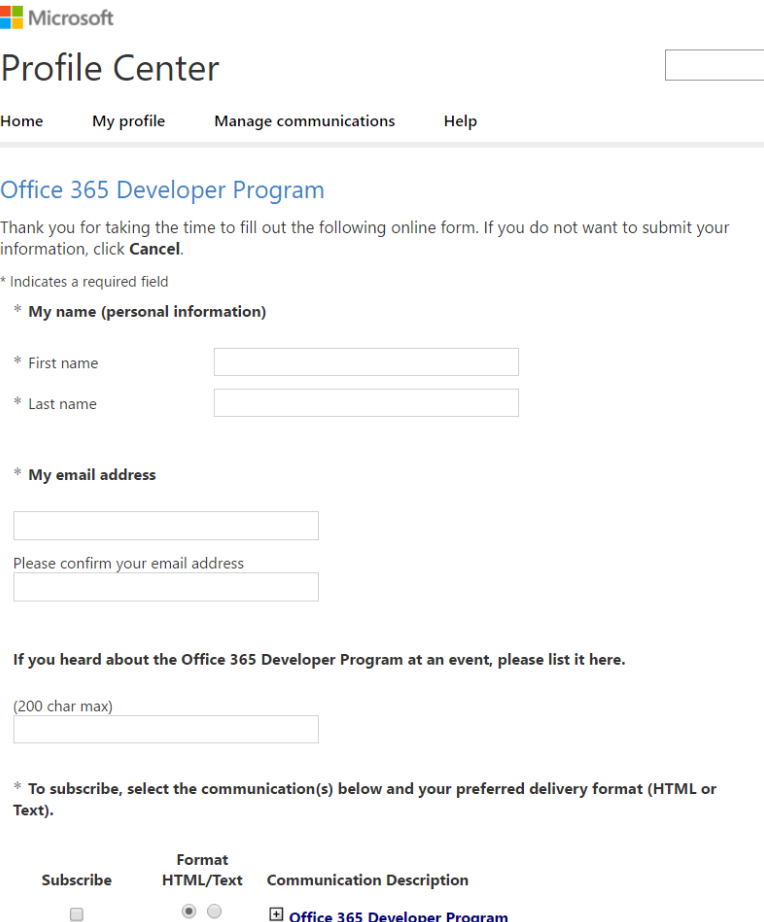 Microsoft
Profile Center
Home My profile Manage communications Help
Office 365 Developer Program
Thank you for taking the time to fill out the following online form. If you do not want to submit your
information, click Cancel.
* Indicates a required field
* My name (personal information)
* First name
* Last name
* My email address
Please confirm your email address
If you heard about the Office 365 Developer Program at an event, please list it here.
(200 char max)
* To subscribe, select the communication(s) below and your preferred delivery format (HTML or
Text).
Format
Subscribe HTML/Text Communication Description
Office 365 Developer Program